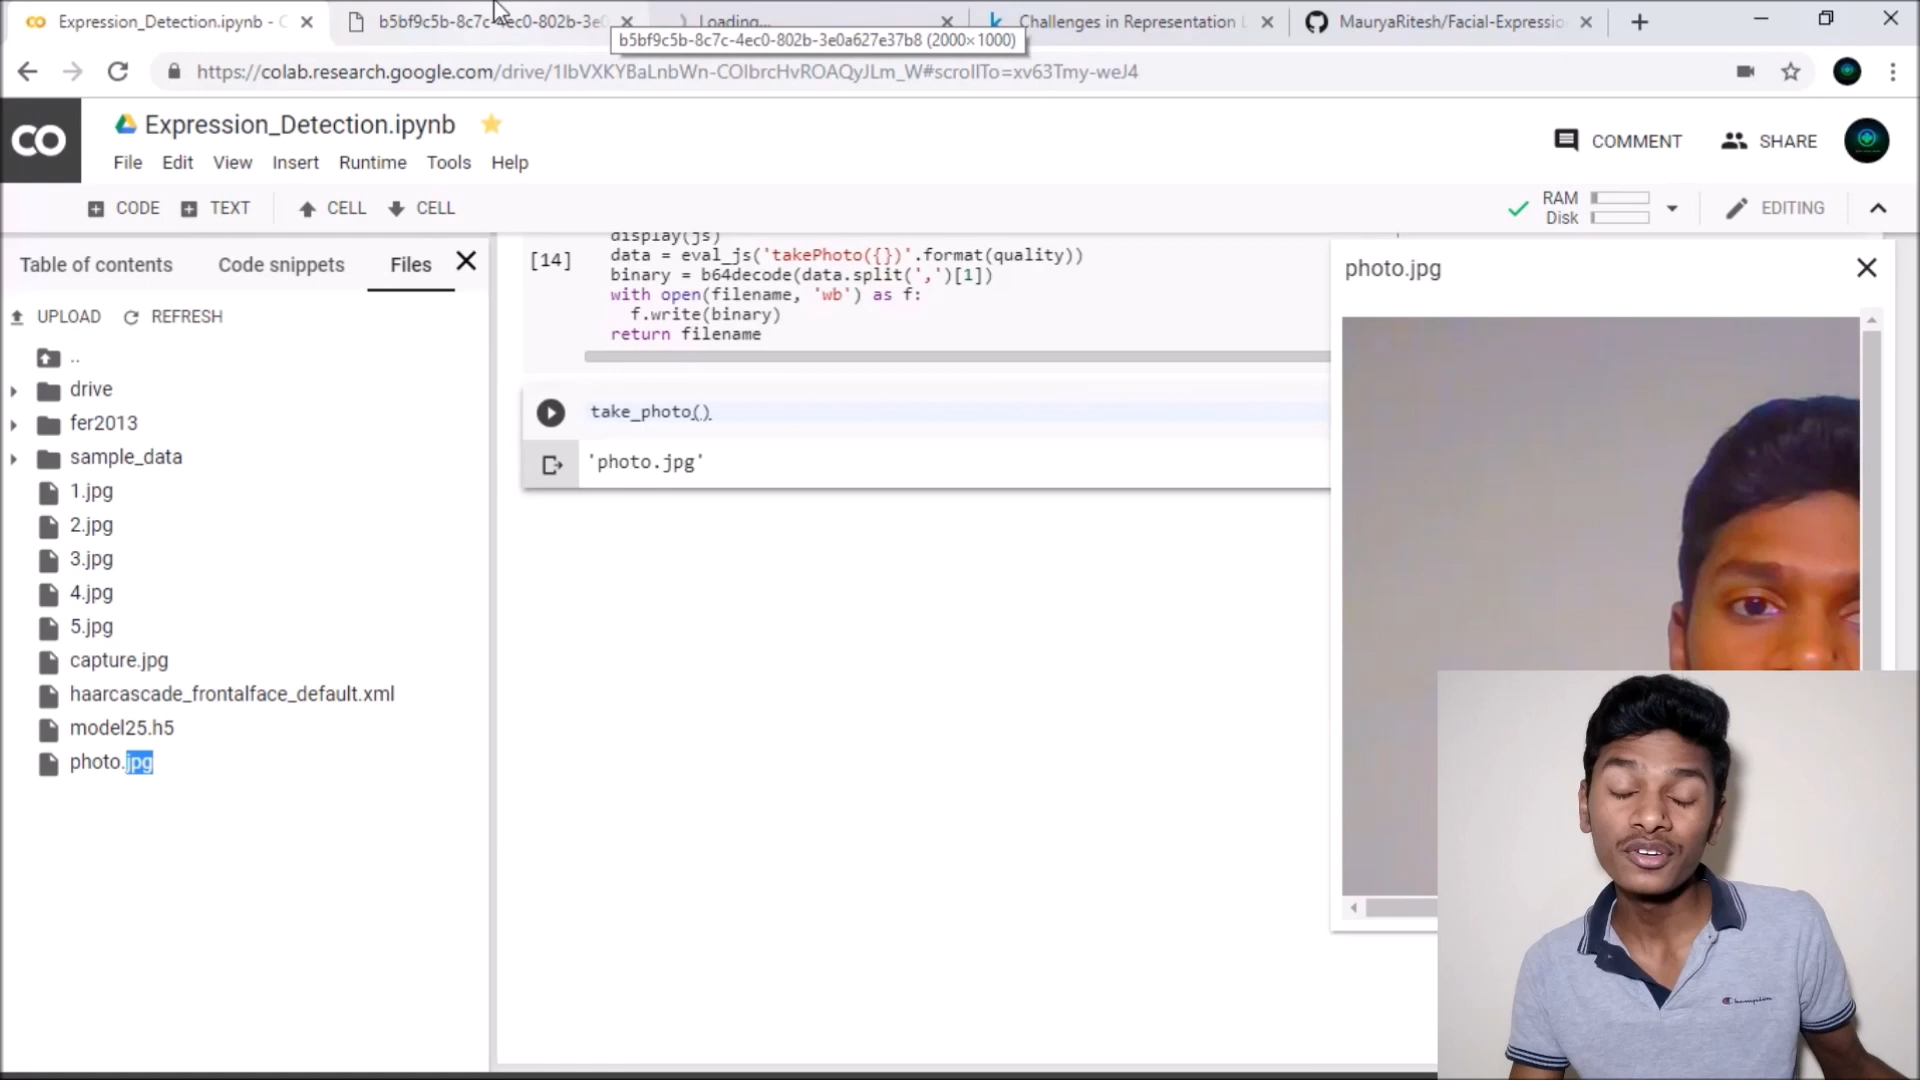 Expression_Detection.ipynb - C
b5bf9c5b-8c7c-4ec0-802b-3e0
Loading...
Challenges in Representation L
MauryaRitesh/Facial-Expressio
b5bf9c5b-8c7c-4ec0-802b-3e0a627e37b8 (2000×1000)
https://colab.research.google.com/drive/1IbVXKYBaLnbWn-COIbrcHvROAQyJLm_W#scrollTo=xv63Tmy-weJ4
CO
Expression_Detection.ipynb
COMMENT
SHARE
File Edit View Insert Runtime Tools Help
CODE TEXT CELL CELL
RAM
Disk
EDITING
Table of contents Code snippets Files
UPLOAD REFRESH
..
drive
fer2013
sample_data
1.jpg
2.jpg
3.jpg
4.jpg
5.jpg
capture.jpg
haarcascade_frontalface_default.xml
model25.h5
photo.jpg
display(js)
[14]
data = eval_js('takePhoto({})'.format(quality))
binary = b64decode(data.split(',')[1])
with open(filename, 'wb') as f:
f.write(binary)
return filename
take_photo()
'photo.jpg'
photo.jpg
Champion